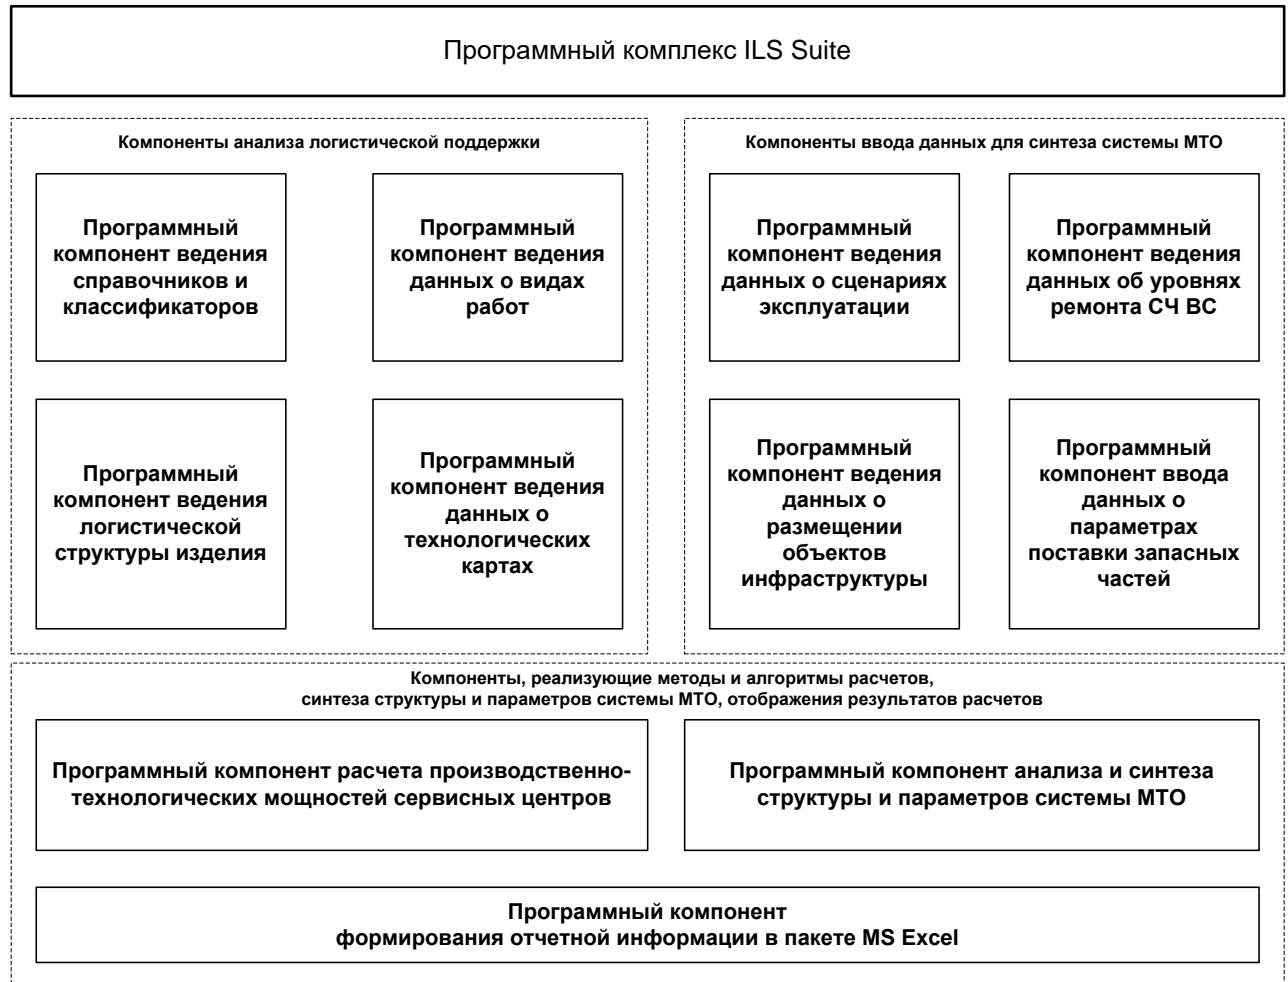 Программный комплекс ILS Suite
Компоненты анализа логистической поддержки
Программный
компонент ведения
справочников и
классификаторов
Программный
компонент ведения
данных о видах
работ
Программный
компонент ведения
логистической
структуры изделия
Программный
компонент ведения
данных о
технологических
картах
Компоненты ввода данных для синтеза системы МТО
Программный
компонент ведения
данных о сценариях
эксплуатации
Программный
компонент ведения
данных об уровнях
ремонта СЧ ВС
Программный
компонент ведения
данных о
размещении
объектов
инфраструктуры
Программный
компонент ввода
данных о
параметрах
поставки запасных
частей
Компоненты, реализующие методы и алгоритмы расчетов,
синтеза структуры и параметров системы МТО, отображения результатов расчетов
Программный компонент расчета производственно-
технологических мощностей сервисных центров
Программный компонент анализа и синтеза
структуры и параметров системы МТО
Программный компонент
формирования отчетной информации в пакете MS Excel